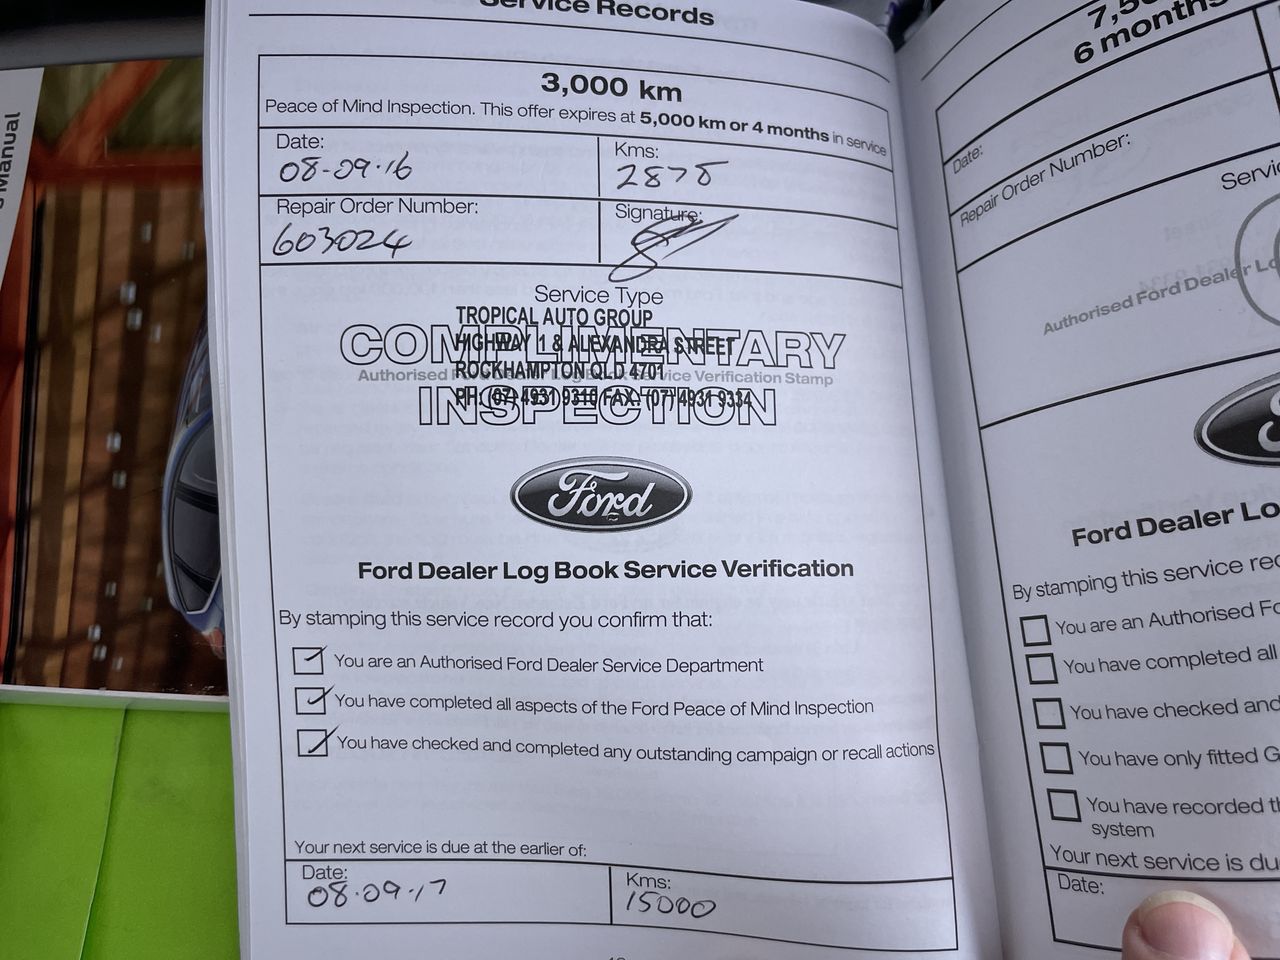 Service Records
3,000 km
Peace of Mind Inspection. This offer expires at 5,000 km or 4 months in service
Date:
08-09-16
Kms:
2878
Repair Order Number:
603024
Signature:
Service Type
COMPLIMENTARY
INSPECTION
TROPICAL AUTO GROUP
HIGHWAY 1 & ALEXANDRA STREET
ROCKHAMPTON QLD 4701
PH: (07) 4931 9310 FAX: (07) 4931 9334
Authorised Ford Dealer Log Book Service Verification Stamp
Ford
Ford Dealer Log Book Service Verification
By stamping this service record you confirm that:
You are an Authorised Ford Dealer Service Department
You have completed all aspects of the Ford Peace of Mind Inspection
You have checked and completed any outstanding campaign or recall actions
Your next service is due at the earlier of:
Date:
08.09.17
Kms:
15000
6 months
Date:
Repair Order Number:
Authorised Ford Dealer
Ford Dealer
By stamping this service
You are an Authorised
You have completed all
You have checked and
You have only fitted
You have recorded
system
Your next service is
Date:
Manual